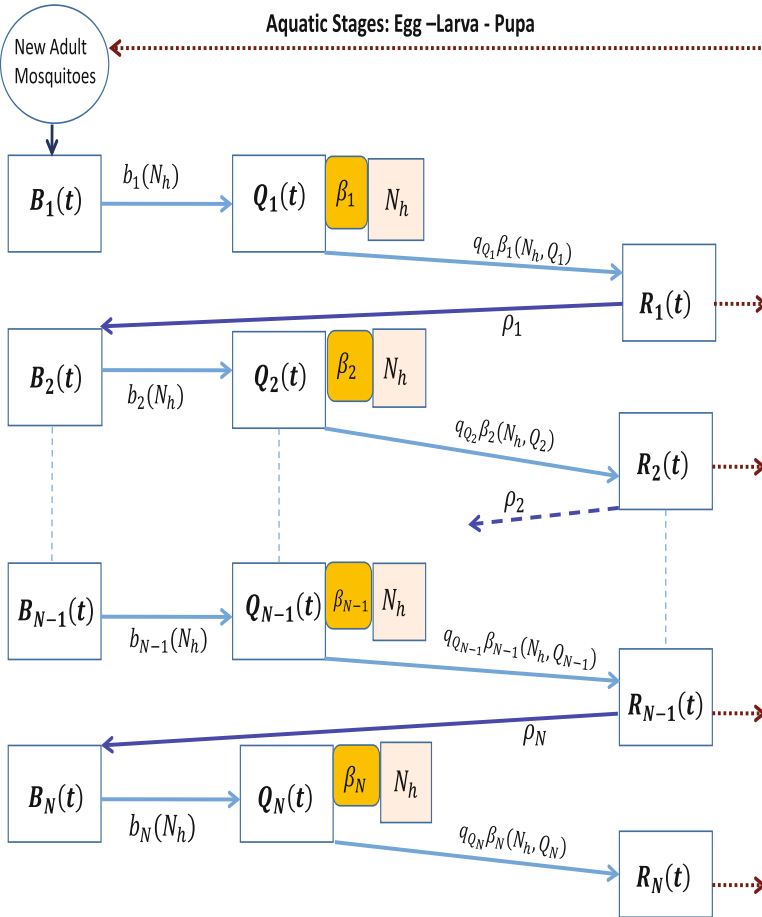 Aquatic Stages: Egg –Larva - Pupa
New Adult
Mosquitoes
B₁(t)
b₁(Nₕ)
Q₁(t)
β₁
Nₕ
q_{Q₁}β₁(Nₕ, Q₁)
R₁(t)
ρ₁
B₂(t)
b₂(Nₕ)
Q₂(t)
β₂
Nₕ
q_{Q₂}β₂(Nₕ, Q₂)
R₂(t)
ρ₂
B_{N−1}(t)
b_{N−1}(Nₕ)
Q_{N−1}(t)
β_{N−1}
Nₕ
q_{Q_{N−1}}β_{N−1}(Nₕ, Q_{N−1})
R_{N−1}(t)
ρ_N
B_N(t)
b_N(Nₕ)
Q_N(t)
β_N
Nₕ
q_{Q_N}β_N(Nₕ, Q_N)
R_N(t)